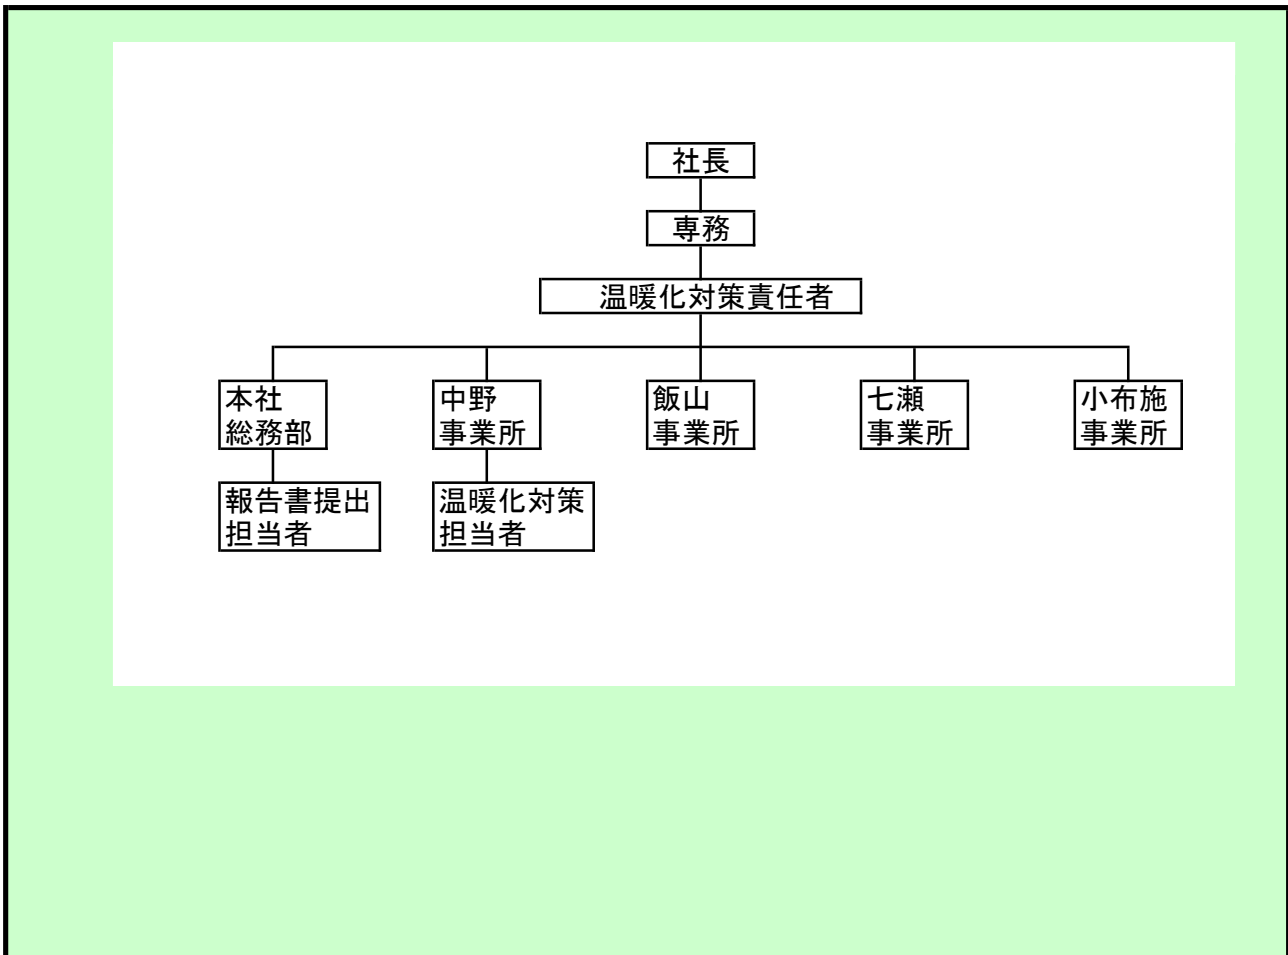 社長
専務
温暖化対策責任者
本社
総務部
中野
事業所
飯山
事業所
七瀬
事業所
小布施
事業所
報告書提出
担当者
温暖化対策
担当者